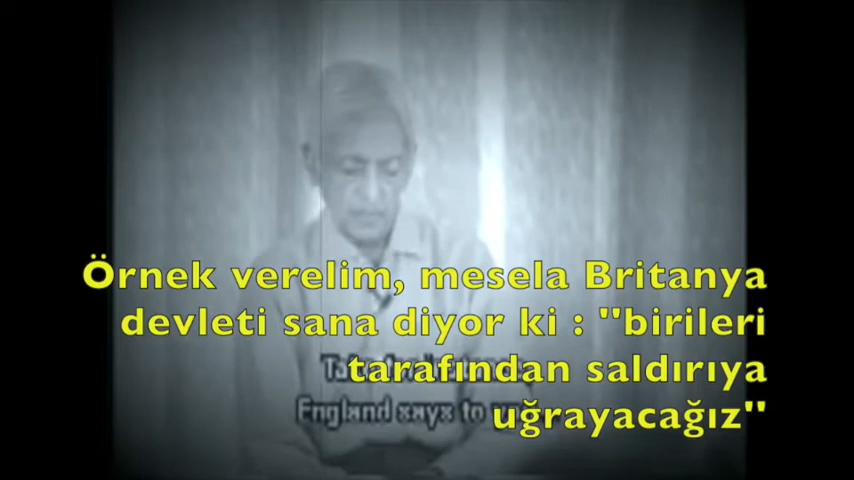 Örnek verelim, mesela Britanya
devleti sana diyor ki : "birileri
tarafından saldırıya
England says to
uğrayacağız"